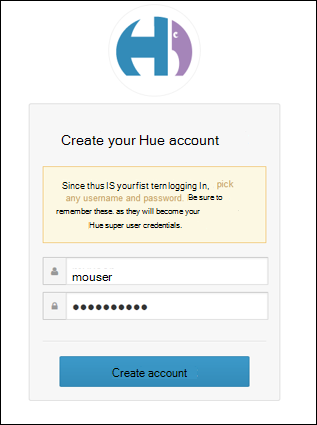 Create your Hue account
Since thus IS yourfist ternlogging In, pick
any username and password. Be sure to
remember these. as they will become your
Hue super user credentials.
mouser
●●●●●●●●●●
Create account